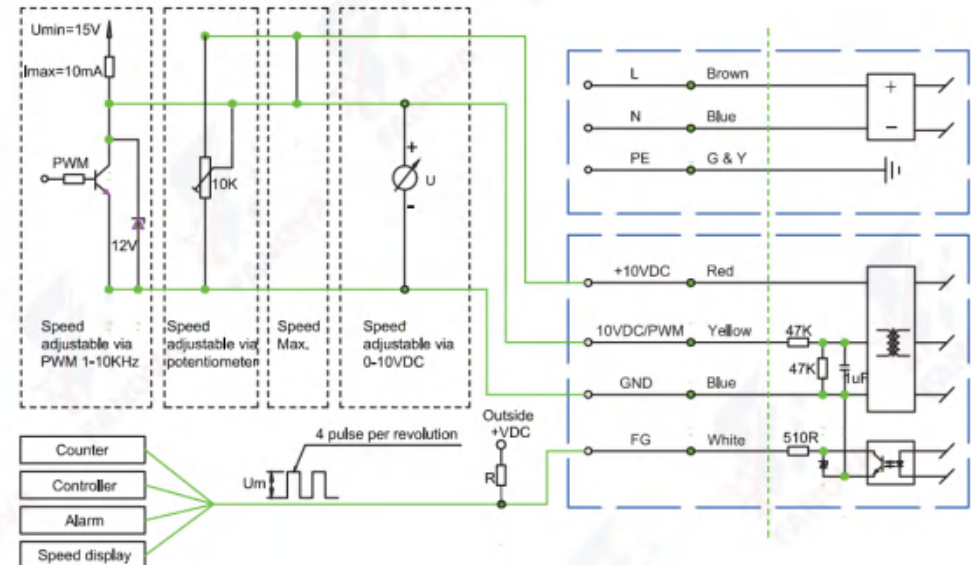 Umin=15V
Imax=10mA
PWM
12V
10K
+
U
-
Speed
adjustable via
PWM 1-10KHz
Speed
adjustable via
potentiometer
Speed
Max.
Speed
adjustable via
0-10VDC
L Brown
N Blue
PE G & Y
+
-
+10VDC Red
10VDC/PWM Yellow 47K
47K
1uF
GND Blue
FG White 510R
Counter
Controller
Alarm
Speed display
4 pulse per revolution
Um
Outside
+VDC
R